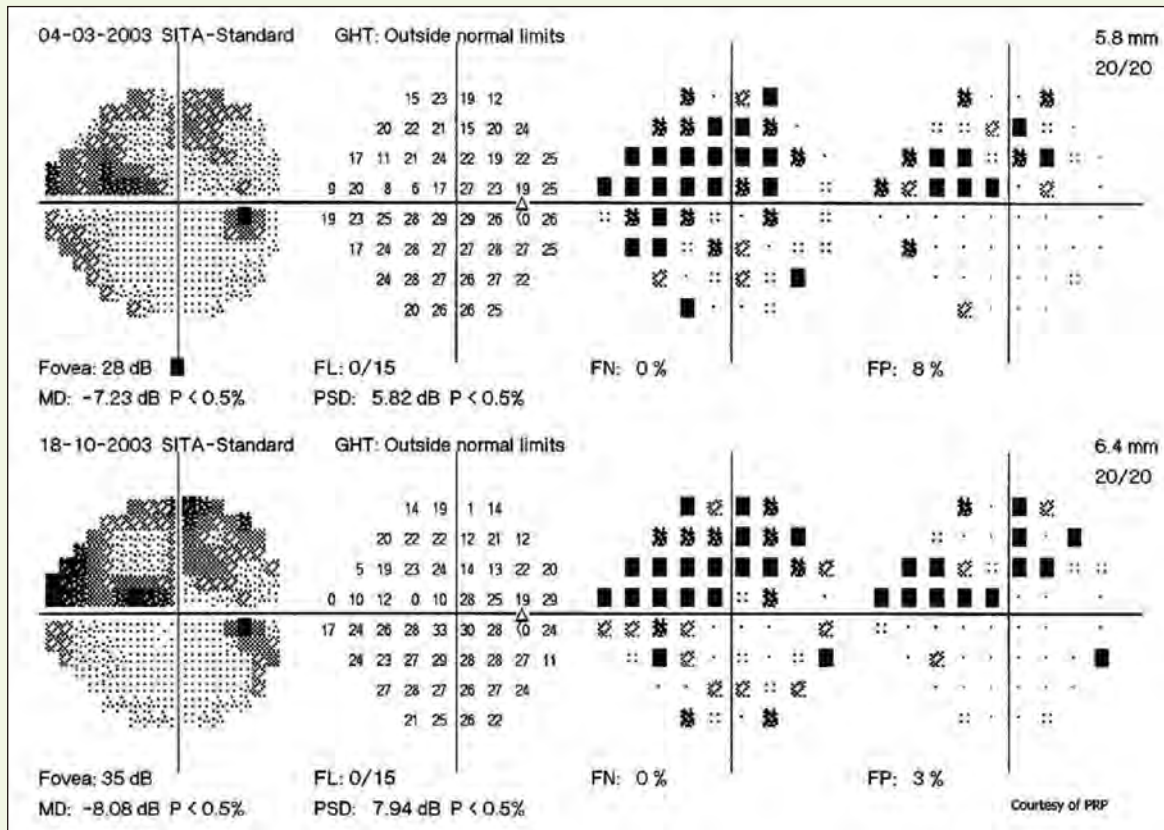 04-03-2003 SITA-Standard GHT: Outside normal limits 5.8 mm
20/20
15 23 19 12
20 22 21 15 20 24
17 11 21 24 22 19 22 25
9 20 8 6 17 27 23 19 25
19 23 25 28 29 29 26 <0 26
17 24 28 27 27 28 27 25
24 28 27 26 27 22
20 26 26 25
Fovea: 28 dB FL: 0/15 FN: 0 % FP: 8 %
MD: -7.23 dB P < 0.5% PSD: 5.82 dB P < 0.5%
18-10-2003 SITA-Standard GHT: Outside normal limits 6.4 mm
20/20
14 19 1 14
20 22 22 12 21 12
5 19 23 24 14 13 22 20
0 10 12 0 10 28 25 19 29
17 24 26 28 33 30 28 <0 24
24 23 27 29 28 28 27 11
27 28 27 26 27 24
21 25 26 22
Fovea: 35 dB FL: 0/15 FN: 0 % FP: 3 %
MD: -8.08 dB P < 0.5% PSD: 7.94 dB P < 0.5%
Courtesy of PRP